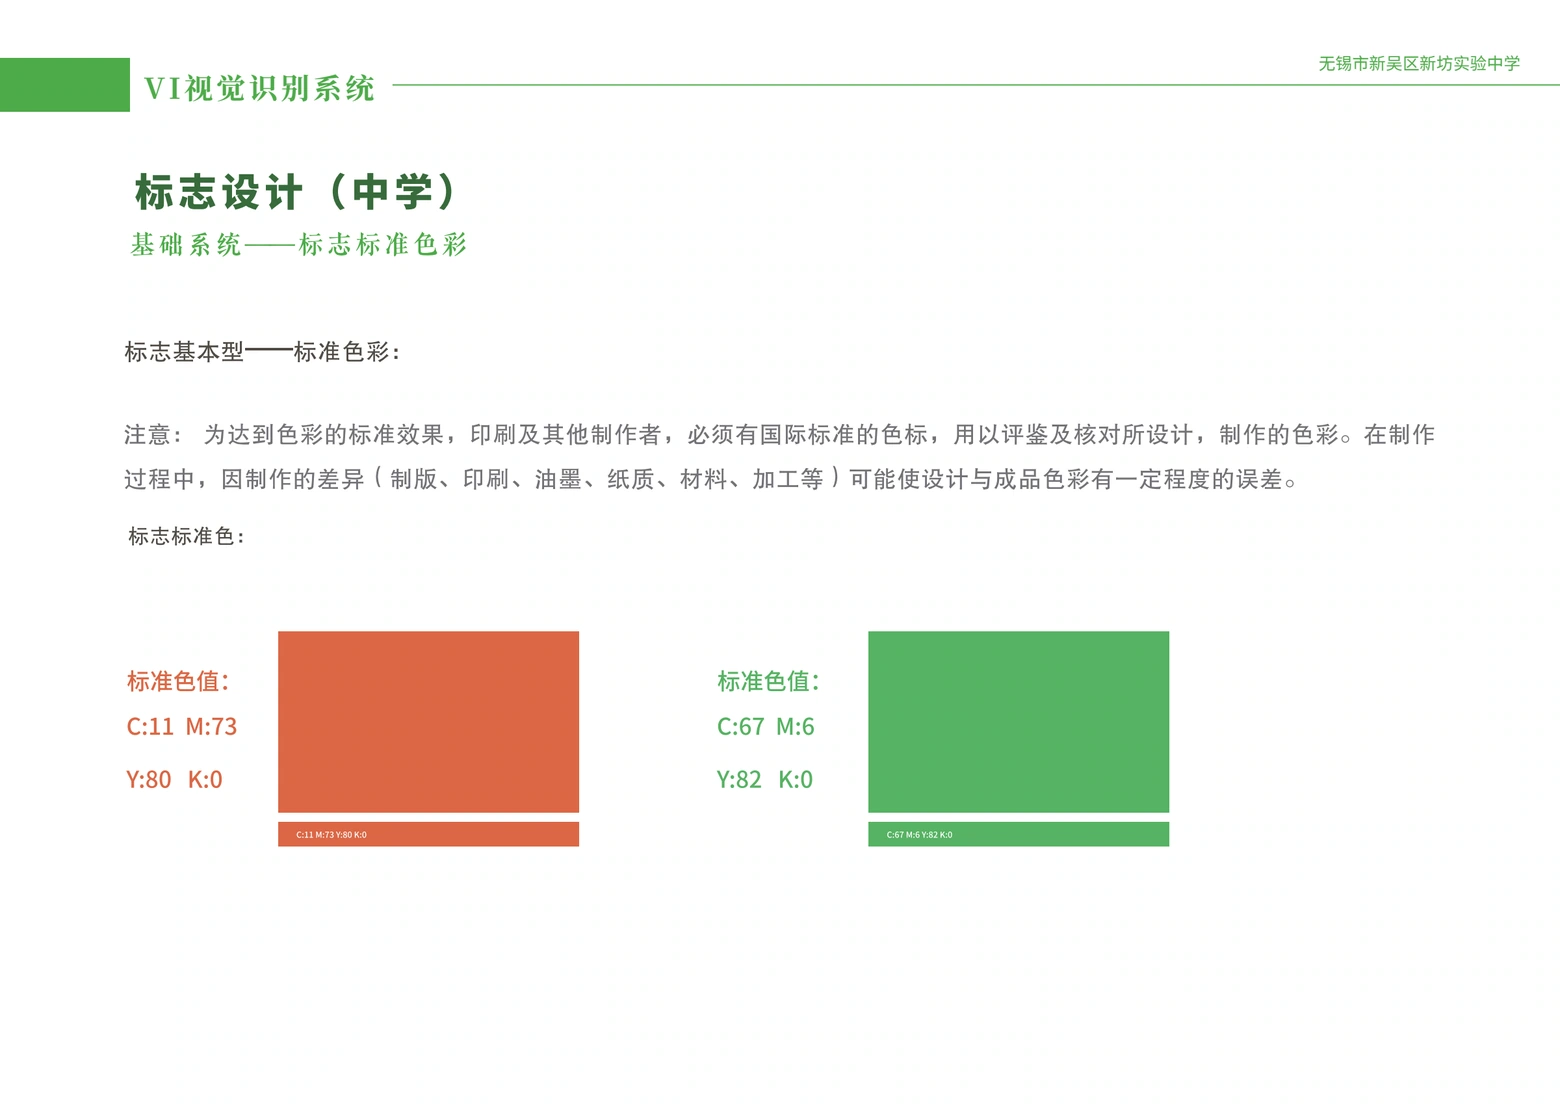 无锡市新吴区新坊实验中学
VI视觉识别系统
标志设计（中学）
基础系统——标志标准色彩
标志基本型——标准色彩：
注意： 为达到色彩的标准效果，印刷及其他制作者，必须有国际标准的色标，用以评鉴及核对所设计，制作的色彩。在制作
过程中，因制作的差异（制版、印刷、油墨、纸质、材料、加工等）可能使设计与成品色彩有一定程度的误差。
标志标准色：
标准色值：
C:11 M:73
Y:80 K:0
C:11 M:73 Y:80 K:0
标准色值：
C:67 M:6
Y:82 K:0
C:67 M:6 Y:82 K:0